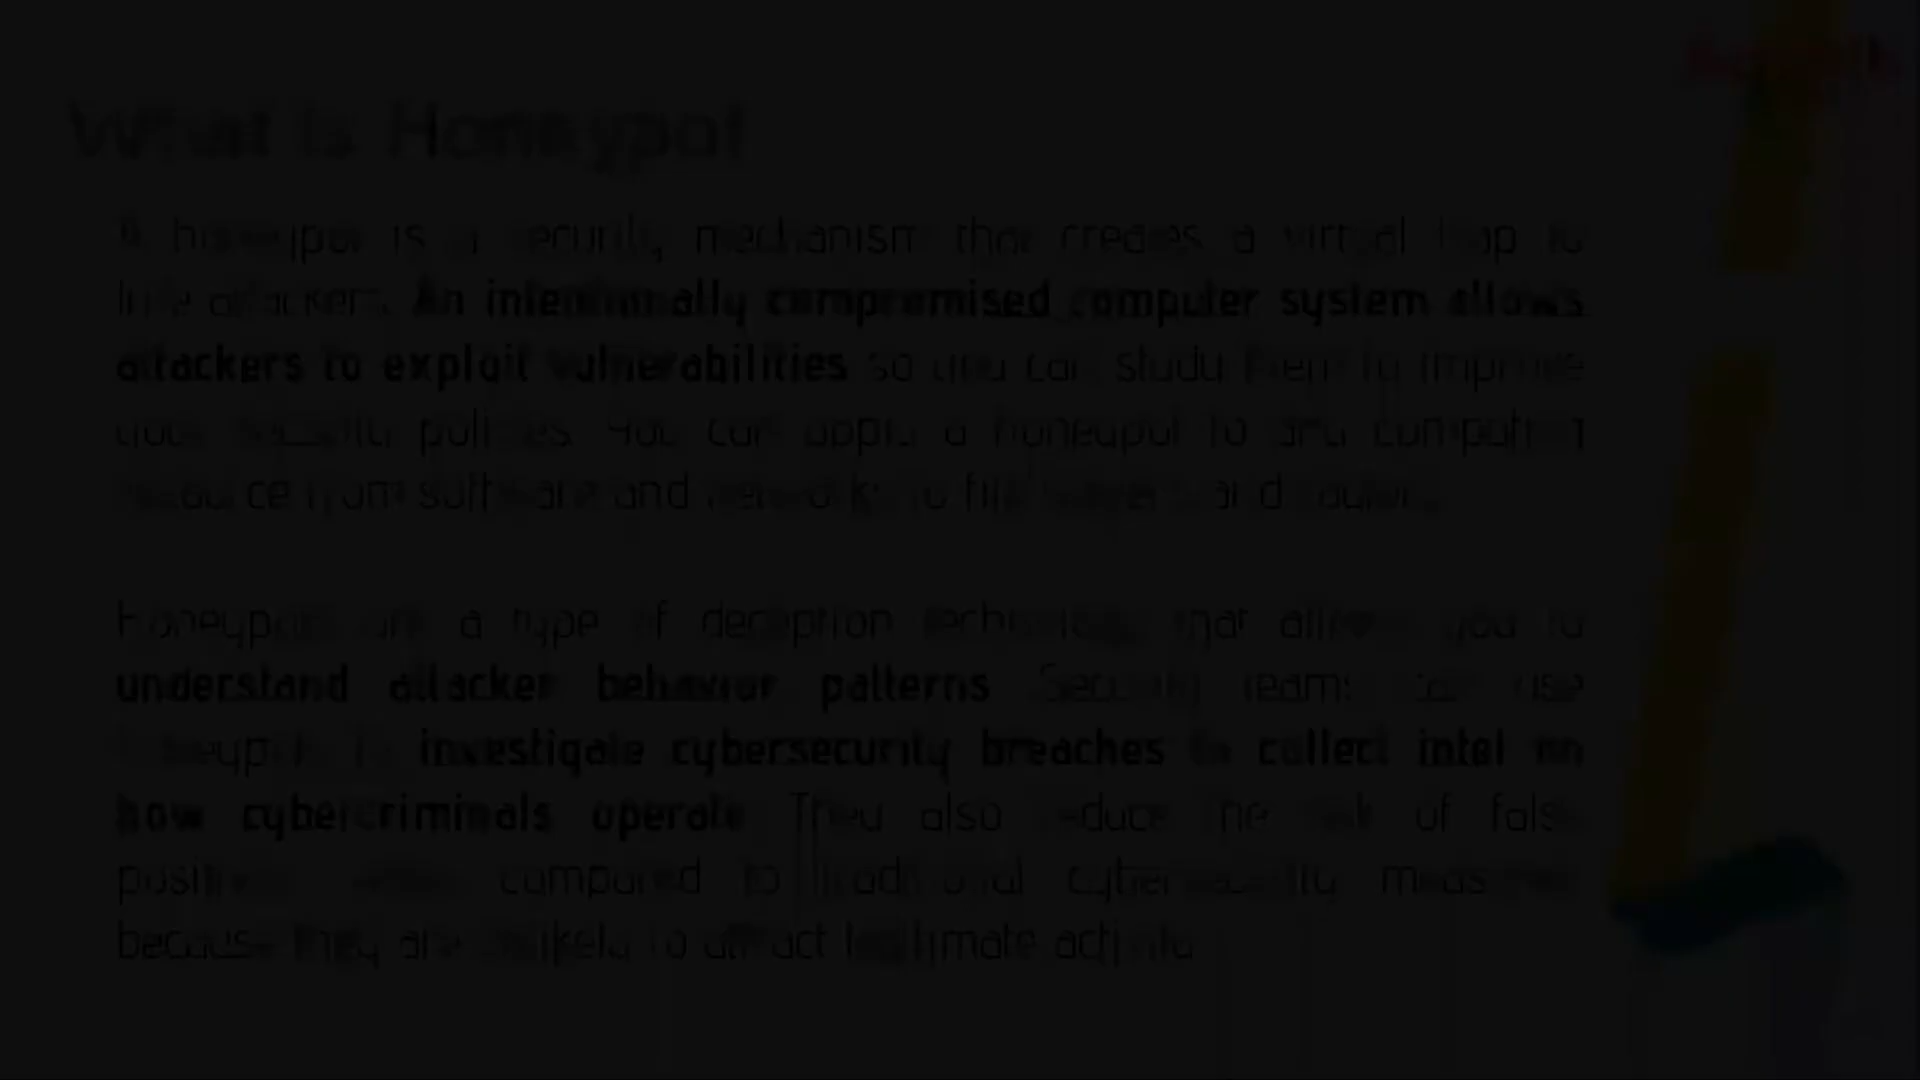 What is Honeypot
A honeypot is a security mechanism that creates a virtual trap to
lure attackers. An intentionally compromised computer system allows
attackers to exploit vulnerabilities so you can study them to improve
your security policies. You can apply a honeypot to any computing
resource from software and networks to file servers and routers.
Honeypots are a type of deception technology that allows you to
understand attacker behavior patterns. Security teams can use
honeypots to investigate cybersecurity breaches to collect intel on
how cybercriminals operate. They also reduce the risk of false
positives, when compared to traditional cybersecurity measures,
because they are unlikely to attract legitimate activity.